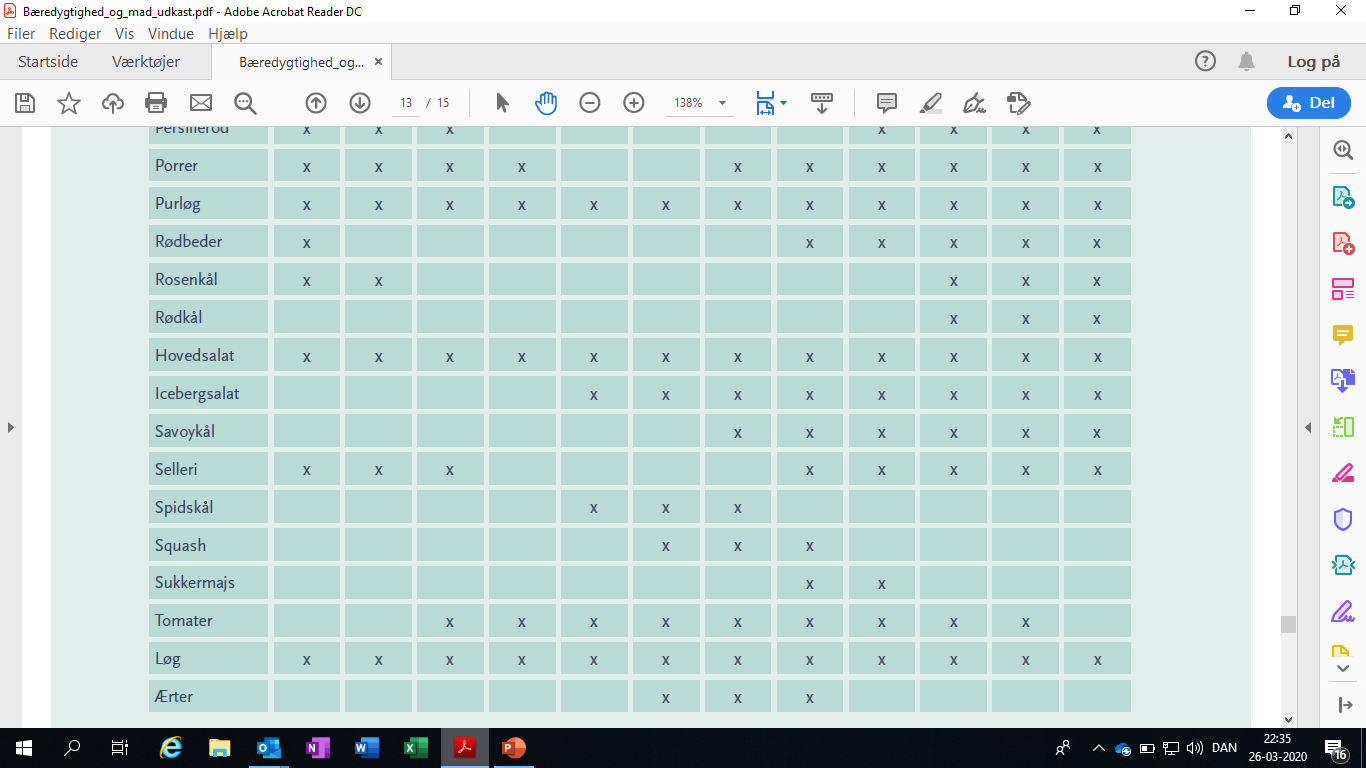 Bæredygtighed_og_mad_udkast.pdf - Adobe Acrobat Reader DC
Filer Rediger Vis Vindue Hjælp
Startside Værktøjer Bæredygtighed_og... × Log på
13 / 15 138% Del
Persillerod x x x x x x x
Porrer x x x x x x x x x x
Purløg x x x x x x x x x x x x
Rødbeder x x x x x x
Rosenkål x x x x x
Rødkål x x x
Hovedsalat x x x x x x x x x x x x
Icebergsalat x x x x x x x x
Savoykål x x x x x x
Selleri x x x x x x x x
Spidskål x x x
Squash x x x
Sukkermajs x x
Tomater x x x x x x x x x
Løg x x x x x x x x x x x x
Ærter x x x
DAN 22:35
26-03-2020 16